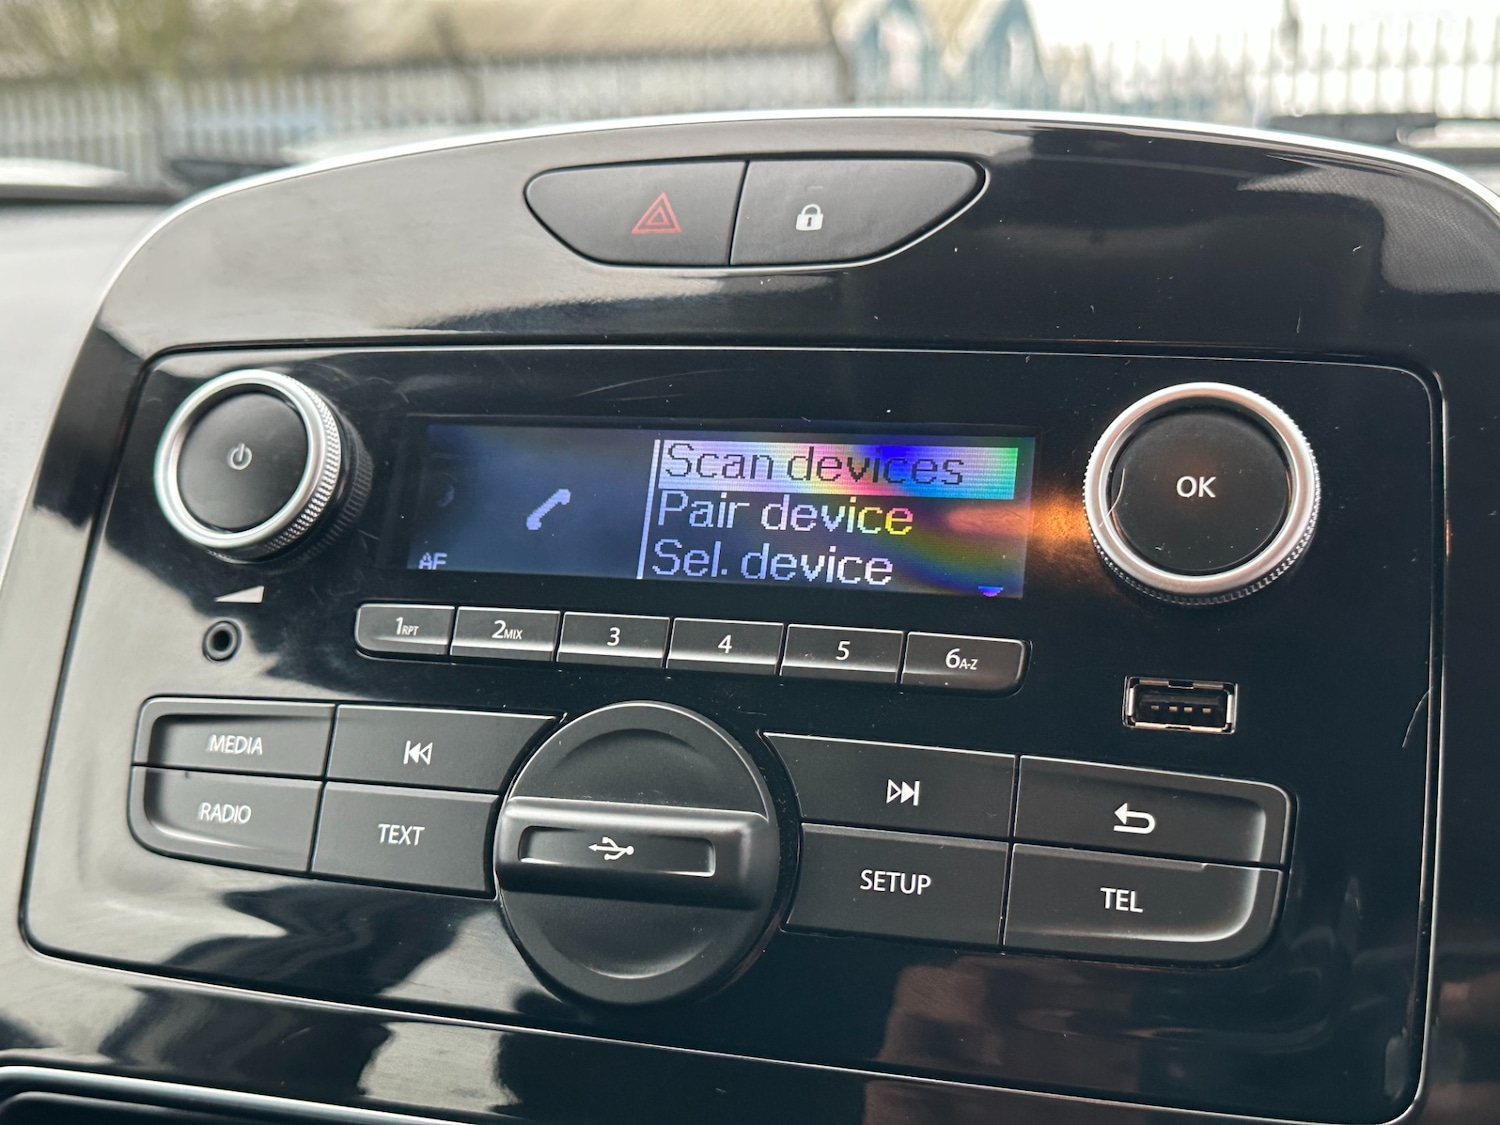 Scan devices
Pair device
Sel. device
AF
OK
1RPT
2MIX
3
4
5
6A-Z
MEDIA
RADIO
TEXT
SETUP
TEL